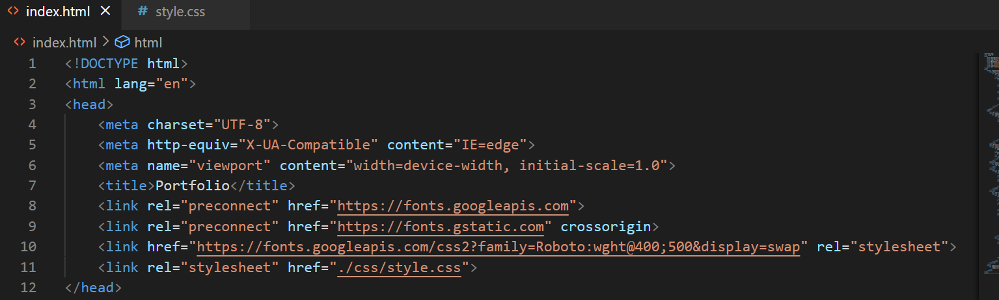 index.html × # style.css
index.html > html
1 <!DOCTYPE html>
2 <html lang="en">
3 <head>
4     <meta charset="UTF-8">
5     <meta http-equiv="X-UA-Compatible" content="IE=edge">
6     <meta name="viewport" content="width=device-width, initial-scale=1.0">
7     <title>Portfolio</title>
8     <link rel="preconnect" href="https://fonts.googleapis.com">
9     <link rel="preconnect" href="https://fonts.gstatic.com" crossorigin>
10     <link href="https://fonts.googleapis.com/css2?family=Roboto:wght@400;500&display=swap" rel="stylesheet">
11     <link rel="stylesheet" href="./css/style.css">
12 </head>